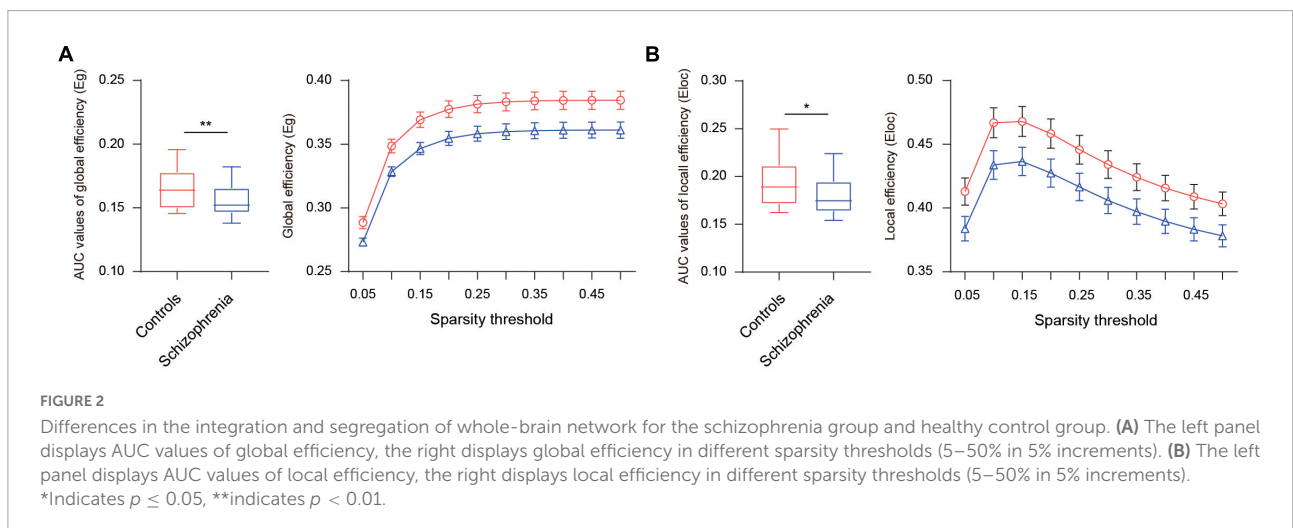 A
AUC values of global efficiency (Eg)
0.25
0.20
0.15
0.10
**
Controls
Schizophrenia
Global efficiency (Eg)
0.40
0.35
0.30
0.25
0.05 0.15 0.25 0.35 0.45
Sparsity threshold
B
AUC values of local efficiency (Eloc)
0.30
0.25
0.20
0.15
0.10
*
Controls
Schizophrenia
Local efficiency (Eloc)
0.50
0.45
0.40
0.35
0.05 0.15 0.25 0.35 0.45
Sparsity threshold
FIGURE 2
Differences in the integration and segregation of whole-brain network for the schizophrenia group and healthy control group. (A) The left panel
displays AUC values of global efficiency, the right displays global efficiency in different sparsity thresholds (5–50% in 5% increments). (B) The left
panel displays AUC values of local efficiency, the right displays local efficiency in different sparsity thresholds (5–50% in 5% increments).
*Indicates p ≤ 0.05, **indicates p < 0.01.